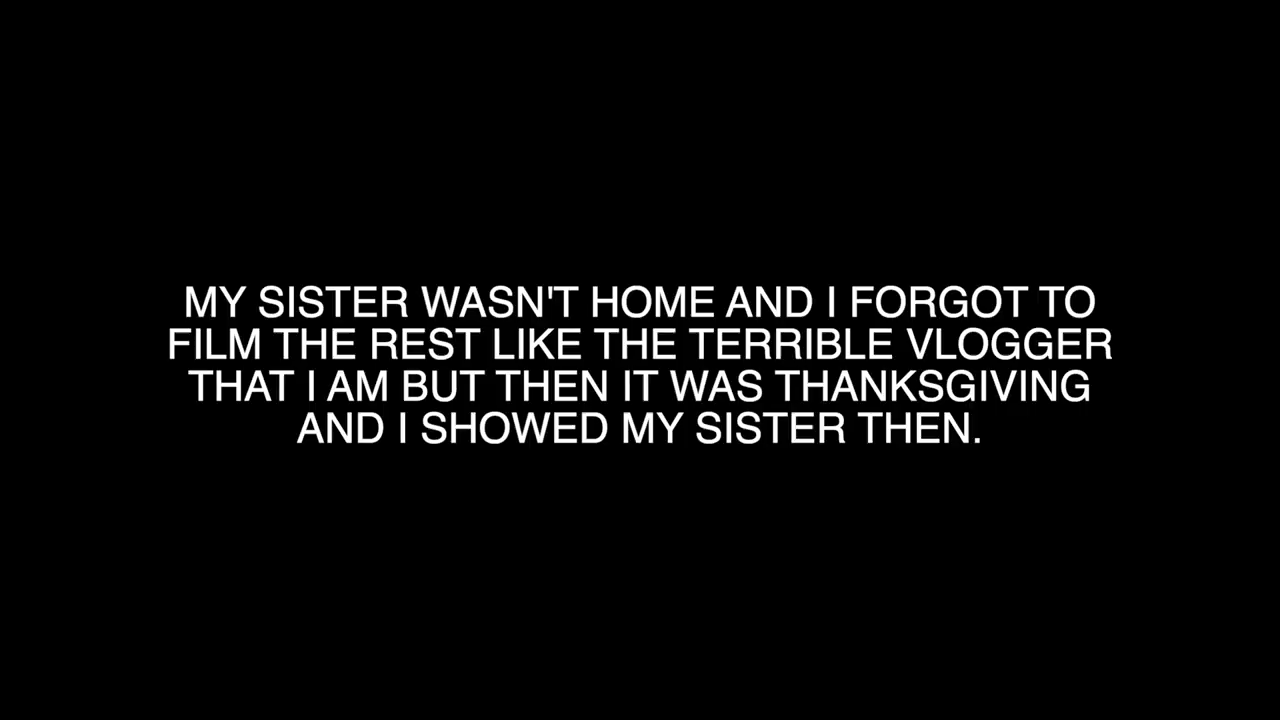 MY SISTER WASN'T HOME AND I FORGOT TO
FILM THE REST LIKE THE TERRIBLE VLOGGER
THAT I AM BUT THEN IT WAS THANKSGIVING
AND I SHOWED MY SISTER THEN.